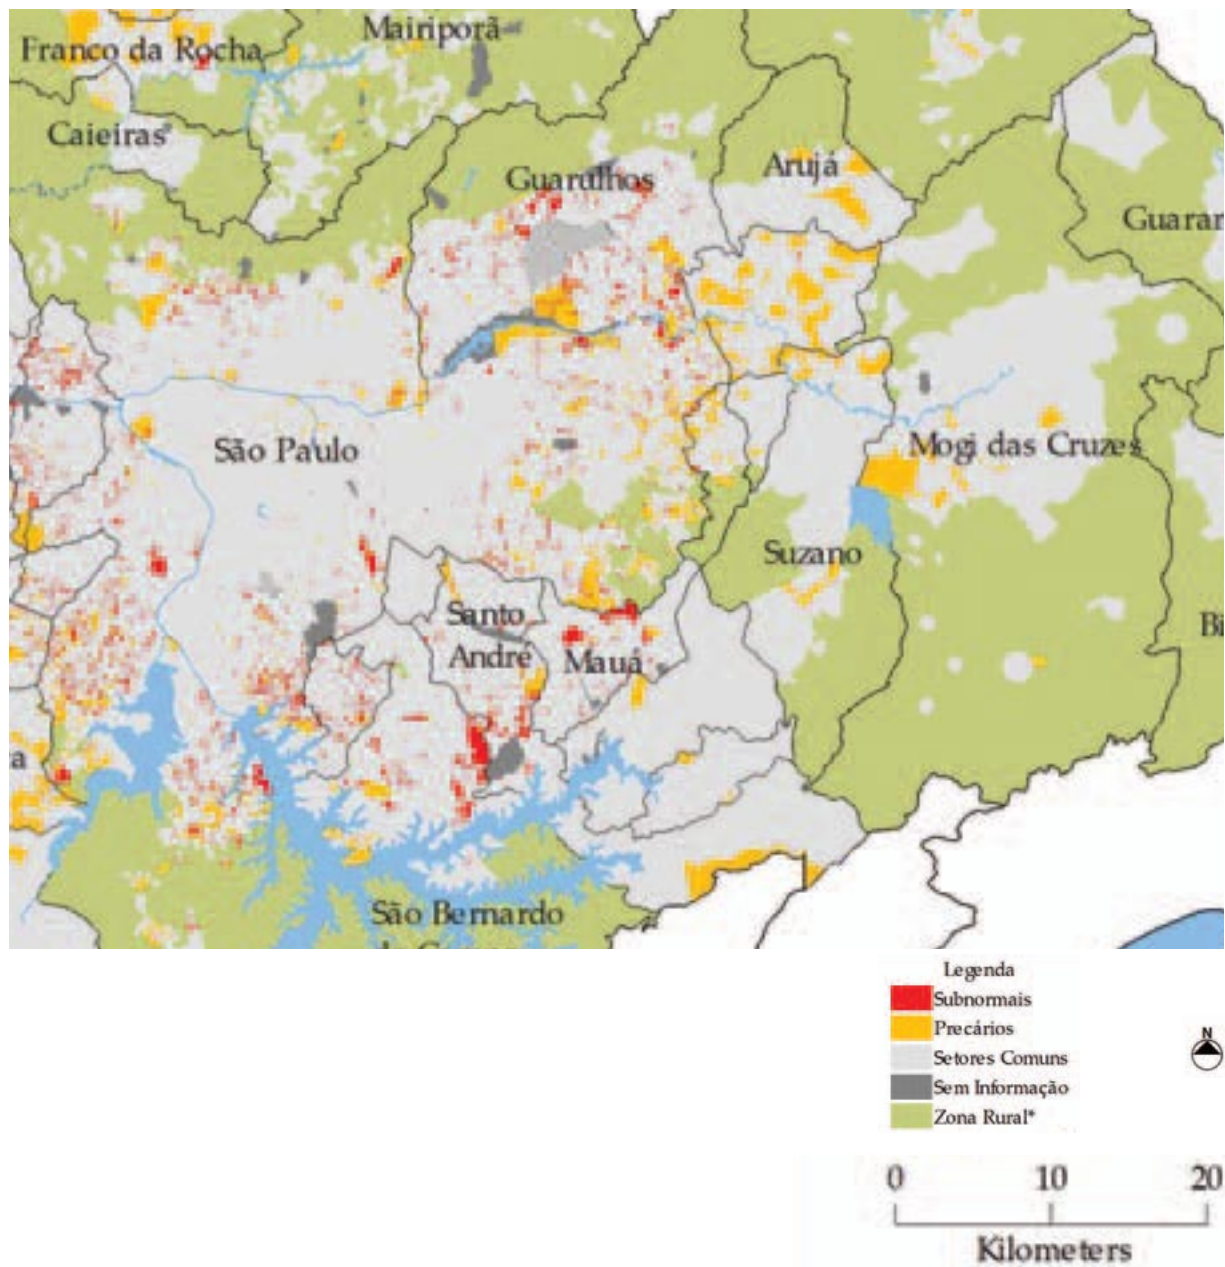 Mairiporã
Franco da Rocha
Caieiras
Arujá
Guarulhos
Guarar
São Paulo
Mogi das Cruzes
Suzano
Santo
André
Mauá
Bi
a
São Bernardo
Legenda
Subnormais
Precários
Setores Comuns
Sem Informação
Zona Rural*
N
0 10 20
Kilometers